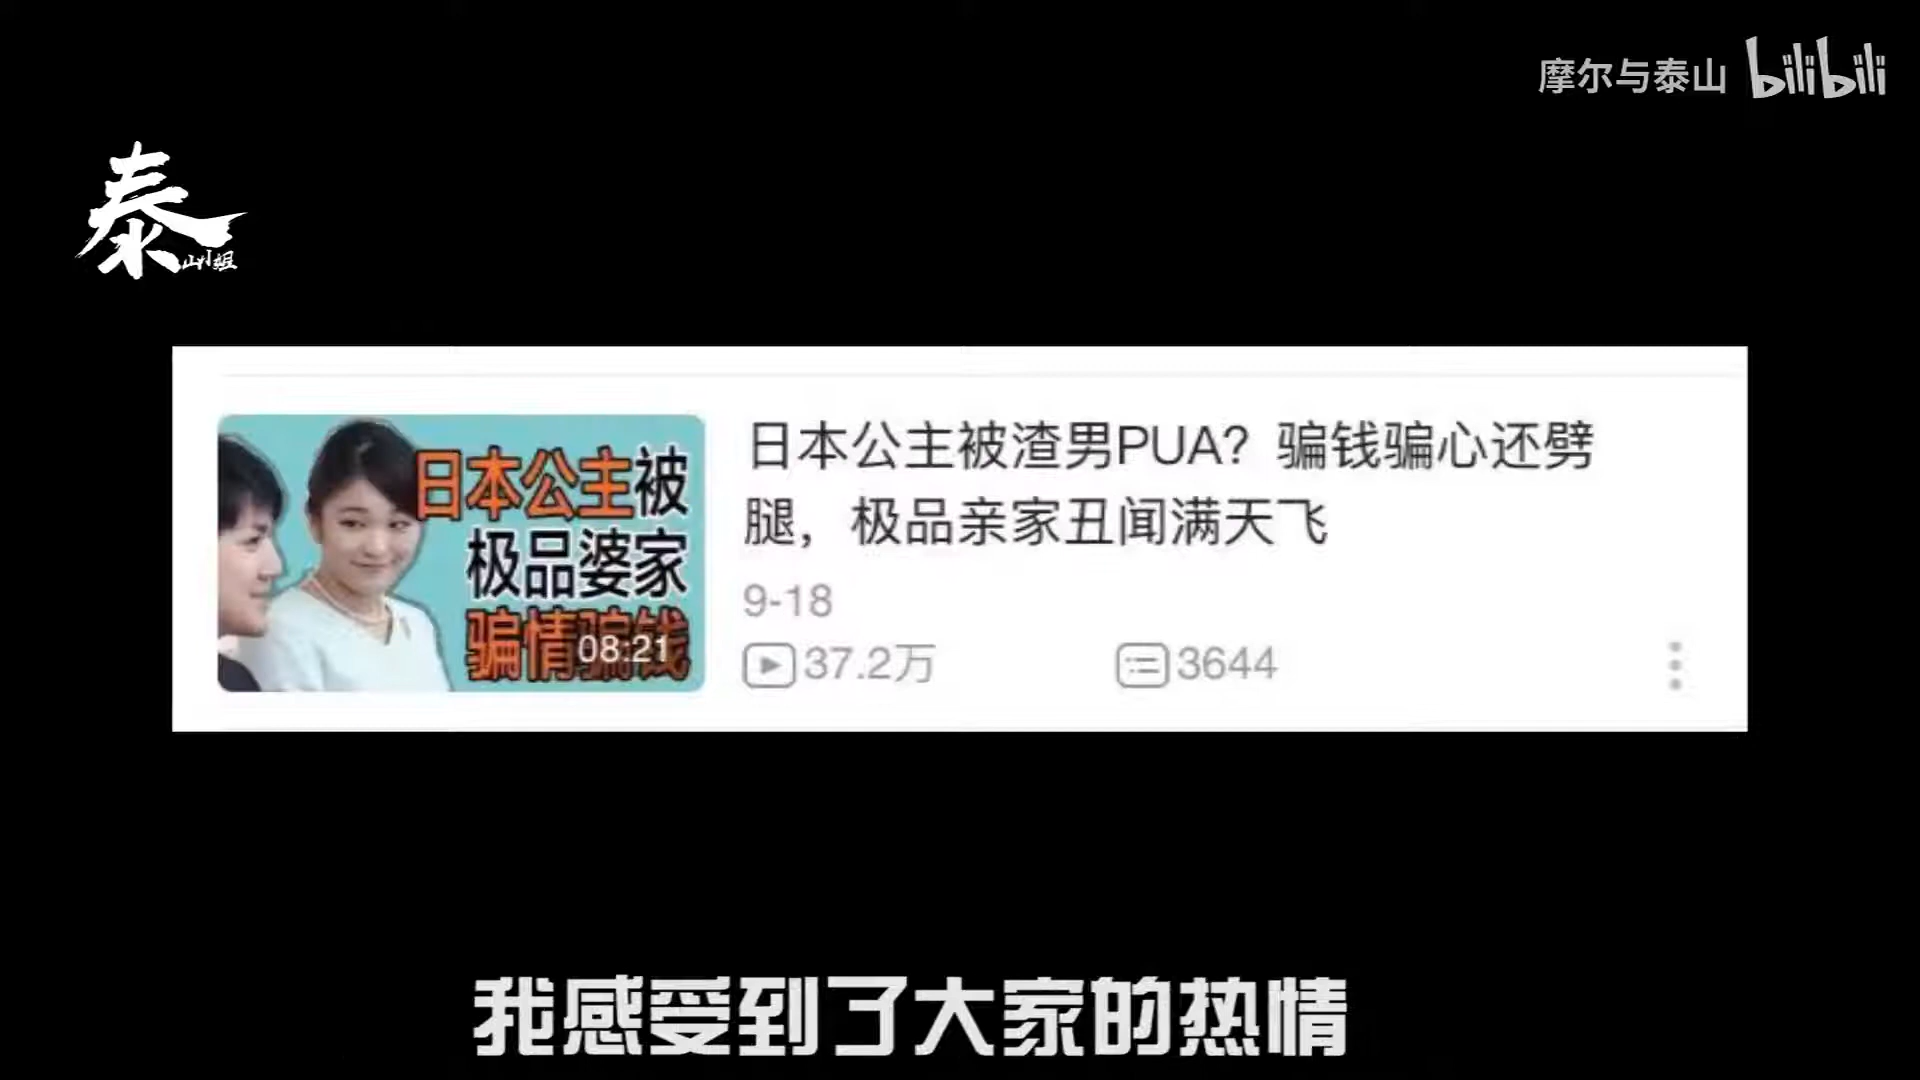 摩尔与泰山 bilibili
泰山小姐
日本公主被
极品婆家
骗情骗钱
08:21
日本公主被渣男PUA？骗钱骗心还劈
腿，极品亲家丑闻满天飞
9-18
37.2万 3644
我感受到了大家的热情